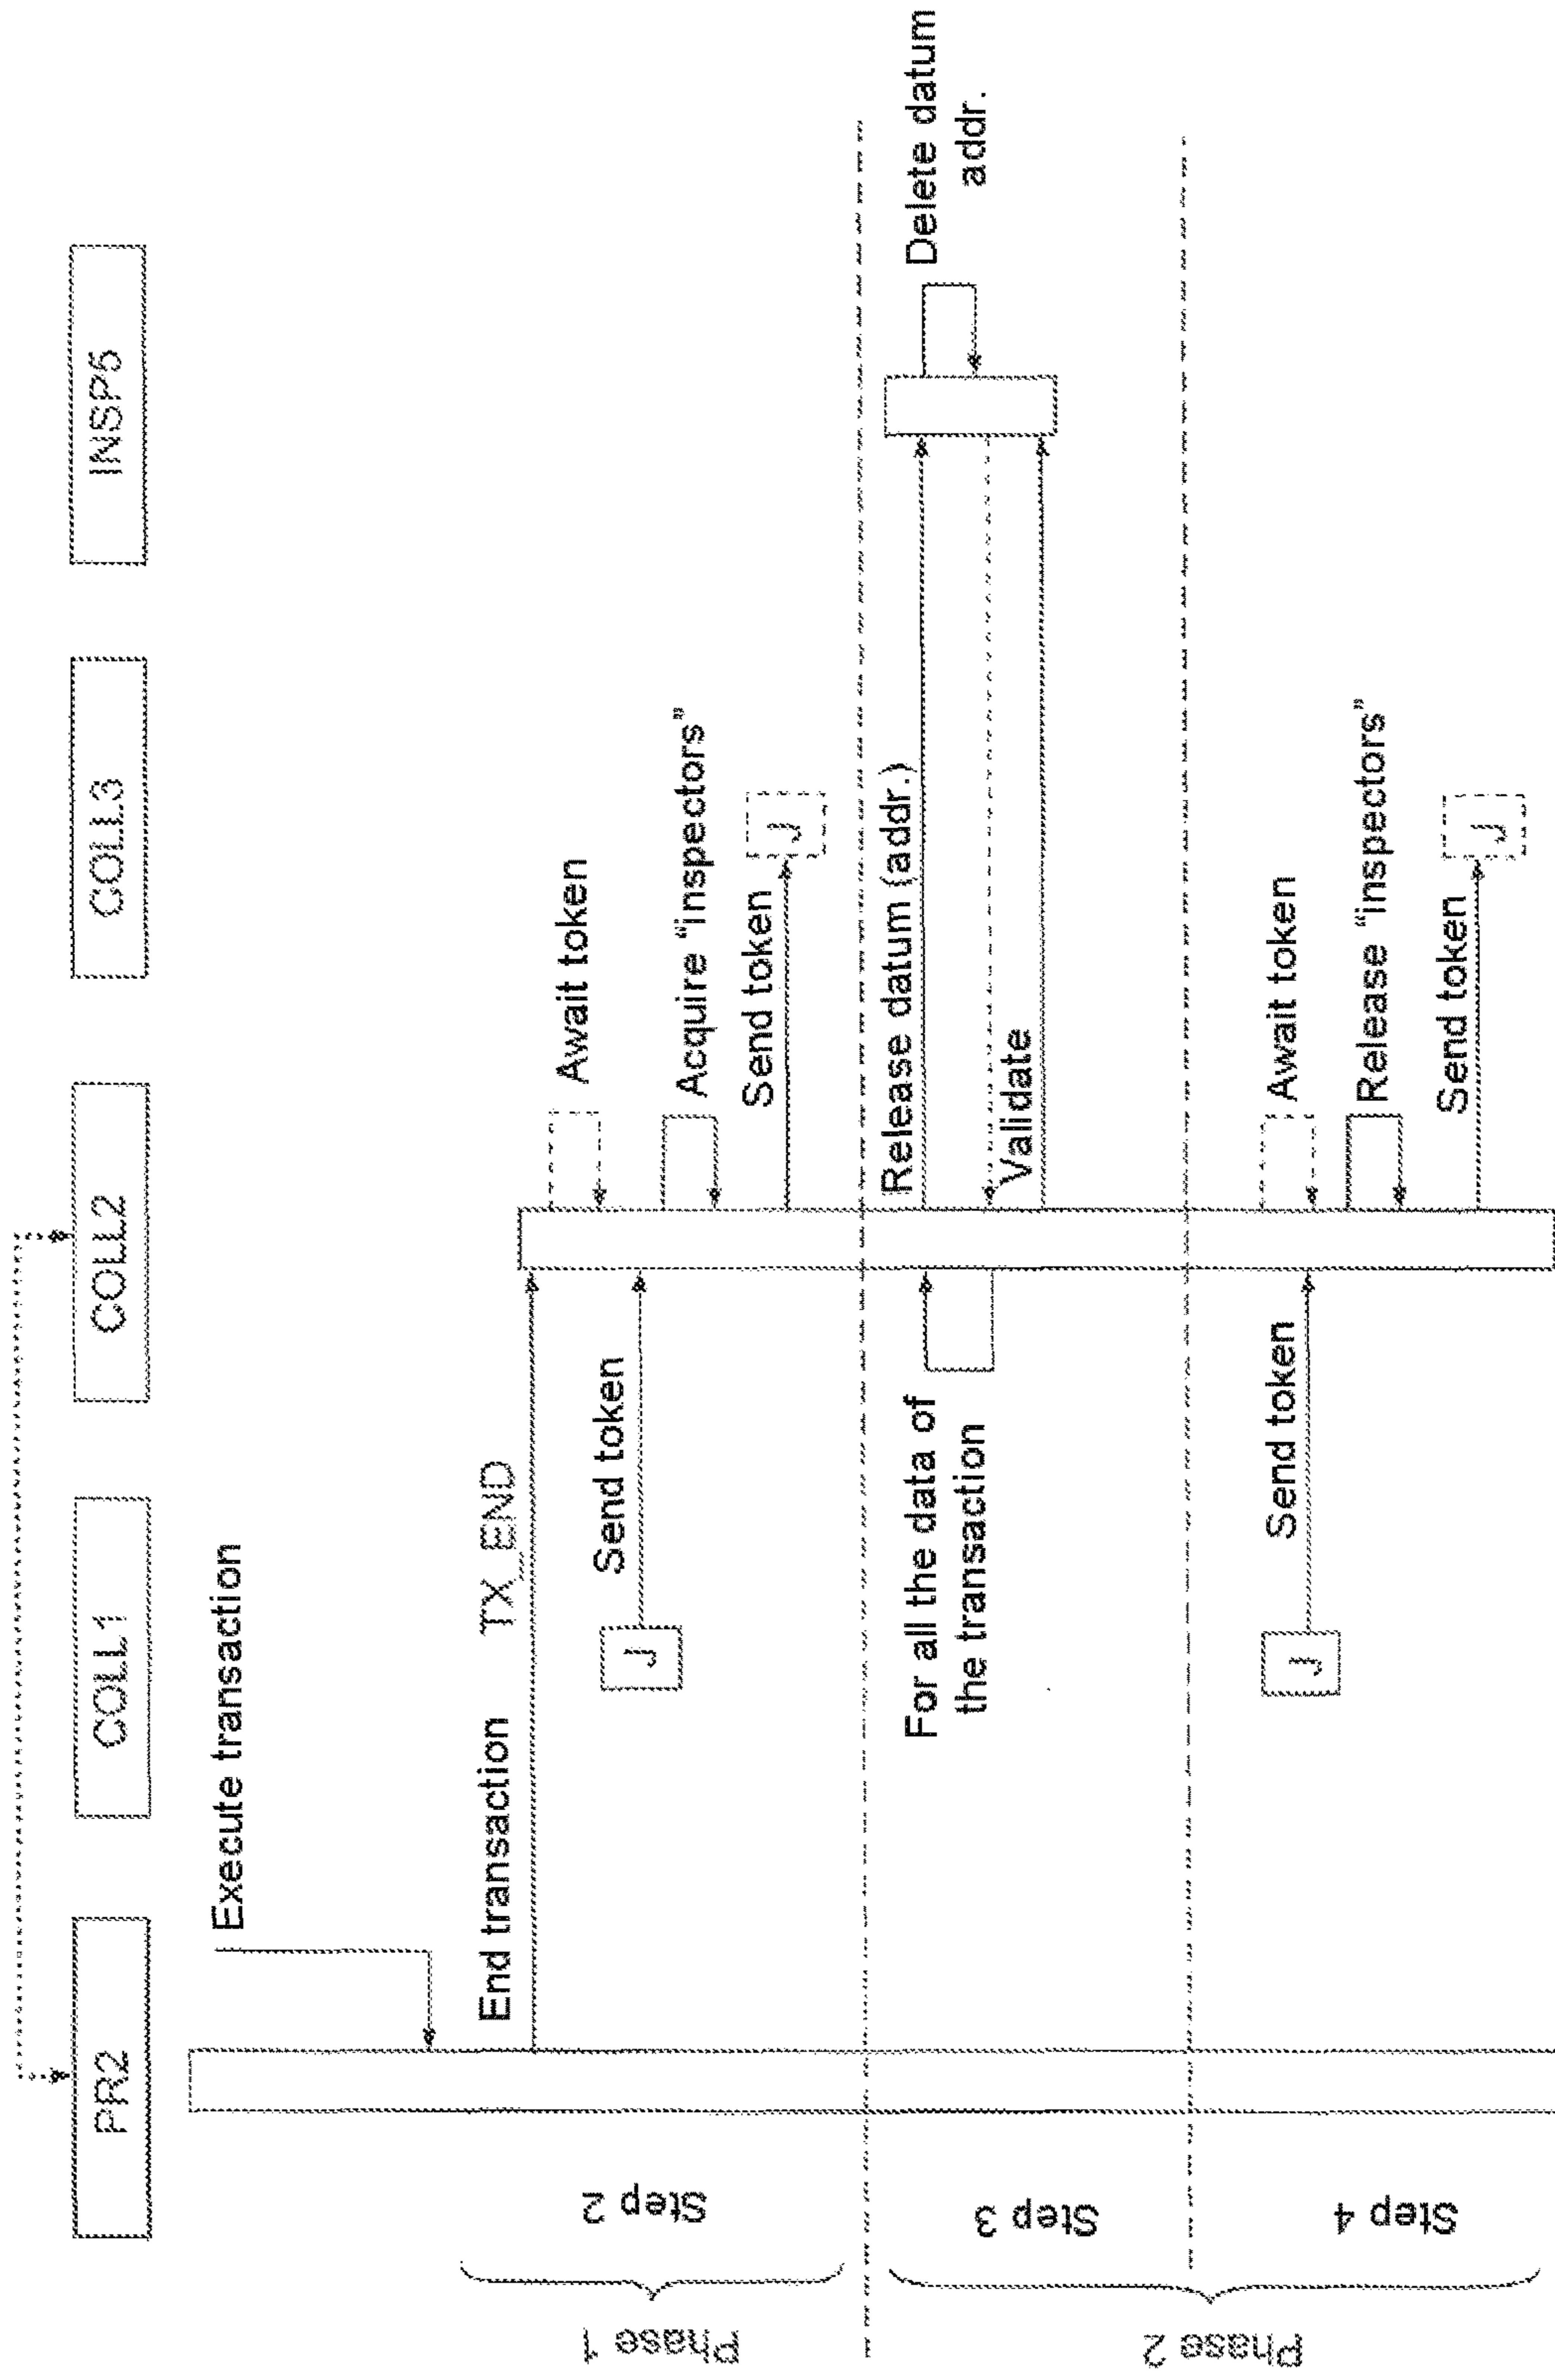 PR2
COLL1
COLL2
COLL3
INSP5
Execute transaction
End transaction TX_END
Await token
Send token
Acquire “inspectors”
Send token
J
J
Release datum (addr.)
Delete datum
addr.
For all the data of
the transaction
Validate
Await token
Send token
J
Release “inspectors”
Send token
J
Step 2
Step 3
Step 4
Phase 1
Phase 2